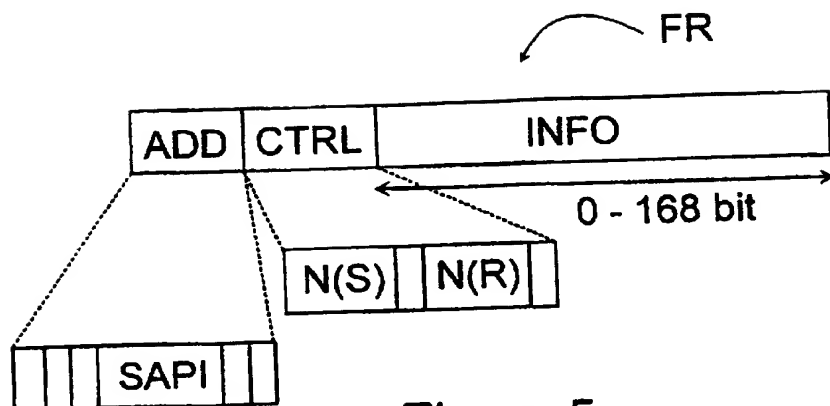 FR
ADD CTRL INFO
0 - 168 bit
N(S) N(R)
SAPI